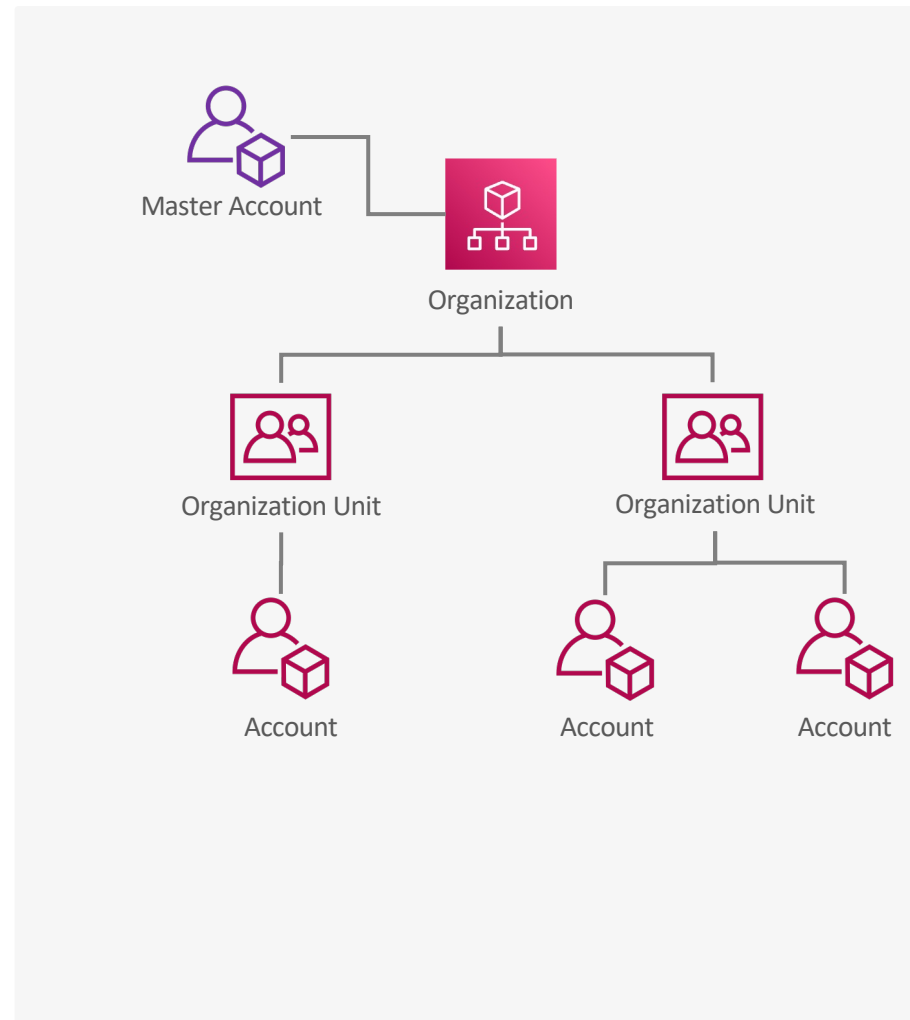 Master Account
Organization
Organization Unit
Organization Unit
Account
Account
Account